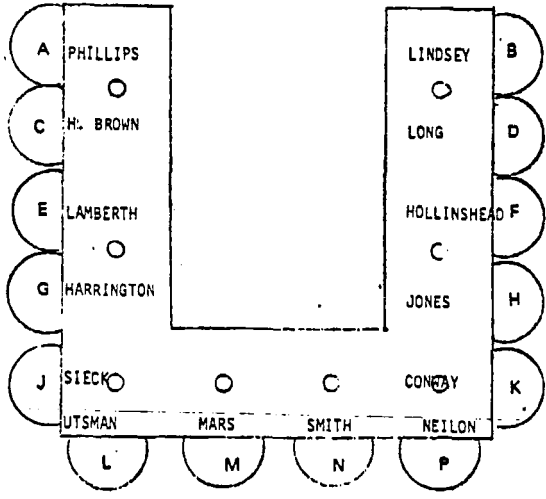 A PHILLIPS LINDSEY B
C H. BROWN LONG D
E LAMBERTH HOLLINSHEAD F
G HARRINGTON JONES H
J SIECK CONWAY K
UTSMAN MARS SMITH NEILON
L M N P